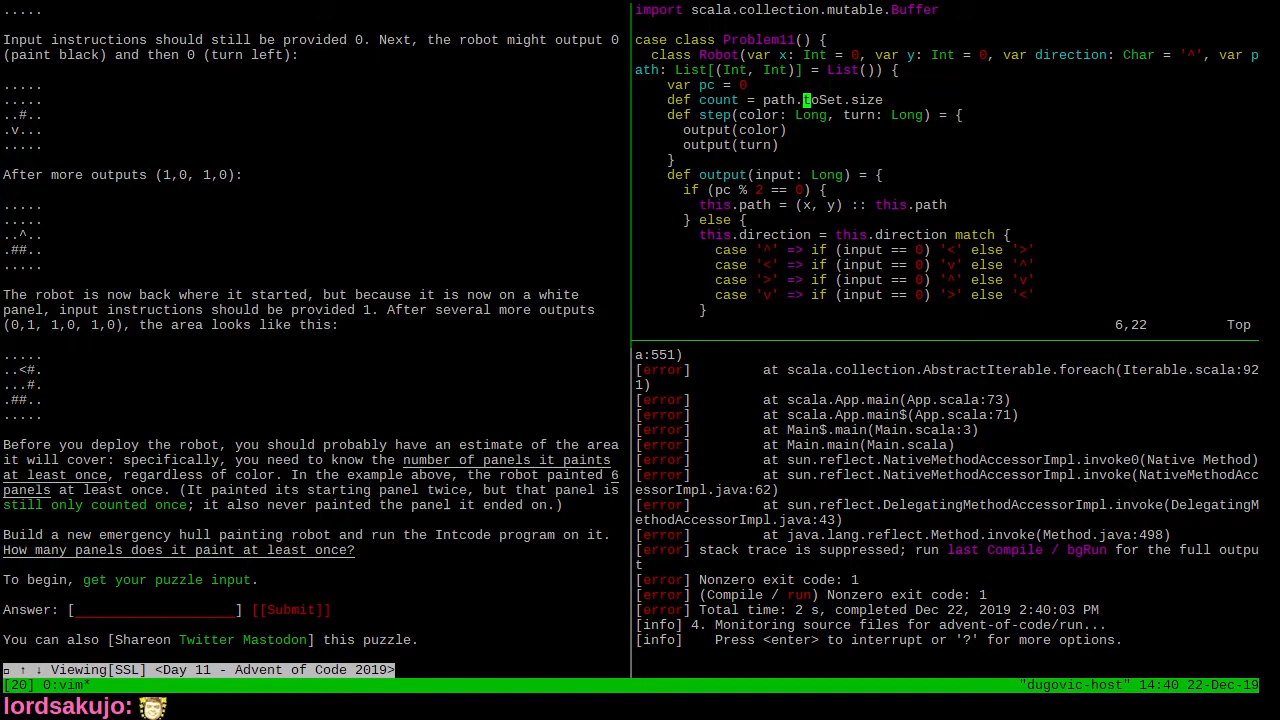 .....
Input instructions should still be provided 0. Next, the robot might output 0
(paint black) and then 0 (turn left):
.....
.....
..#..
.v...
.....
After more outputs (1,0, 1,0):
.....
.....
..^..
.##..
.....
The robot is now back where it started, but because it is now on a white
panel, input instructions should be provided 1. After several more outputs
(0,1, 1,0, 1,0), the area looks like this:
.....
..<#.
...#.
.##..
.....
Before you deploy the robot, you should probably have an estimate of the area
it will cover: specifically, you need to know the number of panels it paints
at least once, regardless of color. In the example above, the robot painted 6
panels at least once. (It painted its starting panel twice, but that panel is
still only counted once; it also never painted the panel it ended on.)
Build a new emergency hull painting robot and run the Intcode program on it.
How many panels does it paint at least once?
To begin, get your puzzle input.
Answer: [____________________] [[Submit]]
You can also [Shareon Twitter Mastodon] this puzzle.
↑ ↓ Viewing[SSL] <Day 11 - Advent of Code 2019>
import scala.collection.mutable.Buffer
case class Problem11() {
  class Robot(var x: Int = 0, var y: Int = 0, var direction: Char = '^', var p
ath: List[(Int, Int)] = List()) {
    var pc = 0
    def count = path.toSet.size
    def step(color: Long, turn: Long) = {
      output(color)
      output(turn)
    }
    def output(input: Long) = {
      if (pc % 2 == 0) {
        this.path = (x, y) :: this.path
      } else {
        this.direction = this.direction match {
          case '^' => if (input == 0) '<' else '>'
          case '<' => if (input == 0) 'v' else '^'
          case '>' => if (input == 0) '^' else 'v'
          case 'v' => if (input == 0) '>' else '<'
        }
6,22 Top
a:551)
[error]         at scala.collection.AbstractIterable.foreach(Iterable.scala:92
1)
[error]         at scala.App.main(App.scala:73)
[error]         at scala.App.main$(App.scala:71)
[error]         at Main$.main(Main.scala:3)
[error]         at Main.main(Main.scala)
[error]         at sun.reflect.NativeMethodAccessorImpl.invoke0(Native Method)
[error]         at sun.reflect.NativeMethodAccessorImpl.invoke(NativeMethodAcc
essorImpl.java:62)
[error]         at sun.reflect.DelegatingMethodAccessorImpl.invoke(DelegatingM
ethodAccessorImpl.java:43)
[error]         at java.lang.reflect.Method.invoke(Method.java:498)
[error] stack trace is suppressed; run last Compile / bgRun for the full outpu
t
[error] Nonzero exit code: 1
[error] (Compile / run) Nonzero exit code: 1
[error] Total time: 2 s, completed Dec 22, 2019 2:40:03 PM
[info] 4. Monitoring source files for advent-of-code/run...
[info]    Press <enter> to interrupt or '?' for more options.
[20] 0:vim* "dugovic-host" 14:40 22-Dec-19
lordsakujo: